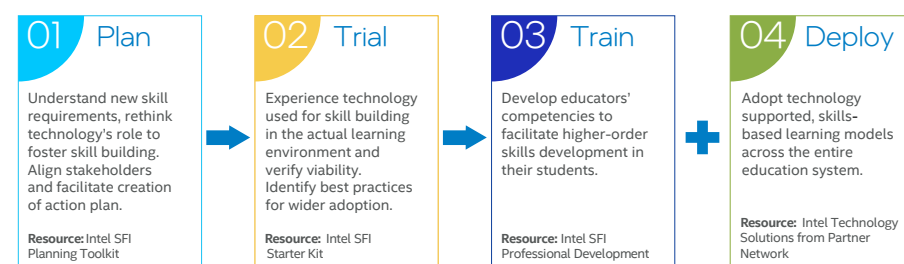 01 Plan
Understand new skill
requirements, rethink
technology's role to
foster skill building.
Align stakeholders
and facilitate creation
of action plan.
Resource: Intel SFI
Planning Toolkit
02 Trial
Experience technology
used for skill building
in the actual learning
environment and
verify viability.
Identify best practices
for wider adoption.
Resource: Intel SFI
Starter Kit
03 Train
Develop educators'
competencies to
facilitate higher-order
skills development in
their students.
Resource: Intel SFI
Professional Development
04 Deploy
Adopt technology
supported, skills-
based learning models
across the entire
education system.
Resource: Intel Technology
Solutions from Partner
Network